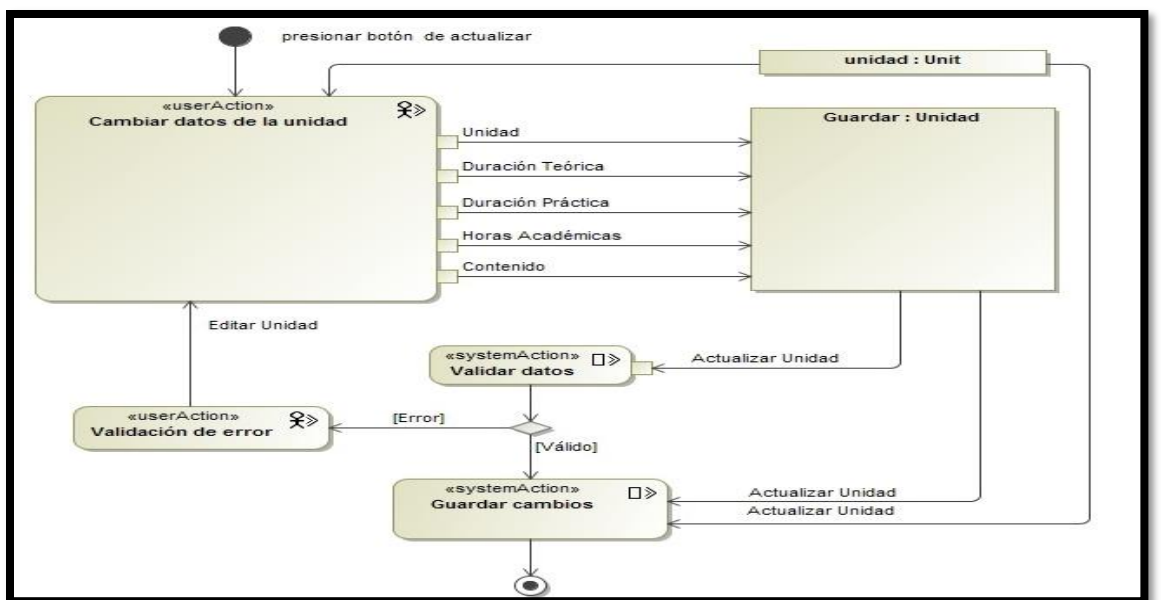 presionar botón de actualizar
unidad : Unit
«userAction»
Cambiar datos de la unidad
Guardar : Unidad
Unidad
Duración Teórica
Duración Práctica
Horas Académicas
Contenido
Editar Unidad
«systemAction»
Validar datos
Actualizar Unidad
«userAction»
Validación de error
[Error]
[Válido]
«systemAction»
Guardar cambios
Actualizar Unidad
Actualizar Unidad